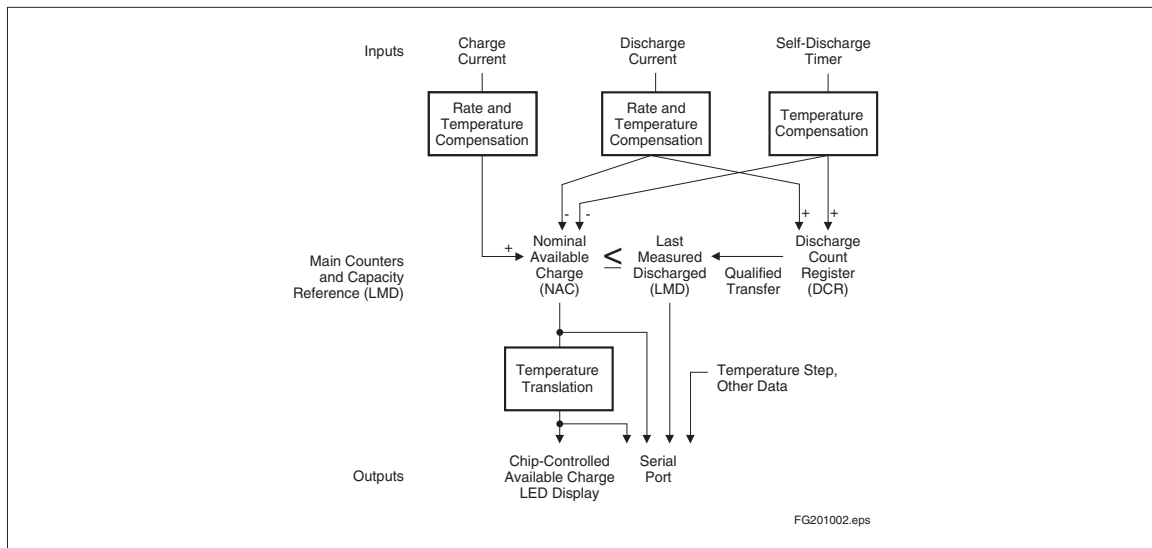 Inputs
Charge
Current
Discharge
Current
Self-Discharge
Timer
Rate and
Temperature
Compensation
Rate and
Temperature
Compensation
Temperature
Compensation
- -
+ +
+
Main Counters
and Capacity
Reference (LMD)
Nominal
Available
Charge
(NAC)
≤
Last
Measured
Discharged
(LMD)
Qualified
Transfer
Discharge
Count
Register
(DCR)
Temperature
Translation
Temperature Step,
Other Data
Outputs
Chip-Controlled
Available Charge
LED Display
Serial
Port
FG201002.eps